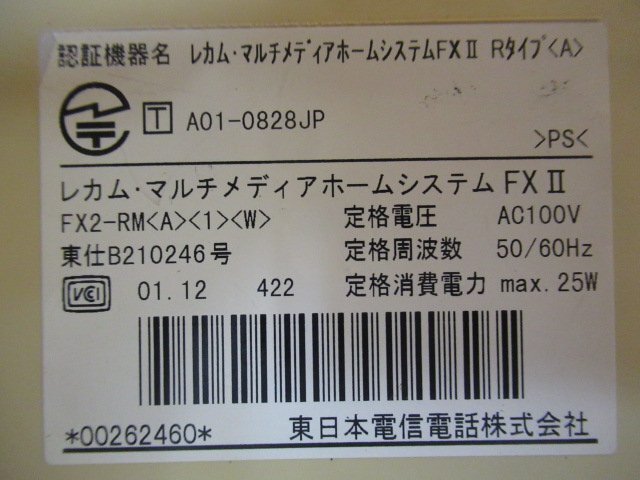 認証機器名 レカム・マルチメディアホームシステムFXⅡ Rタイプ<A>
T A01-0828JP
>PS<
レカム・マルチメディアホームシステム FXⅡ
FX2-RM<A><1><W> 定格電圧 AC100V
東仕B210246号 定格周波数 50/60Hz
VCI 01.12 422 定格消費電力 max.25W
*00262460* 東日本電信電話株式会社